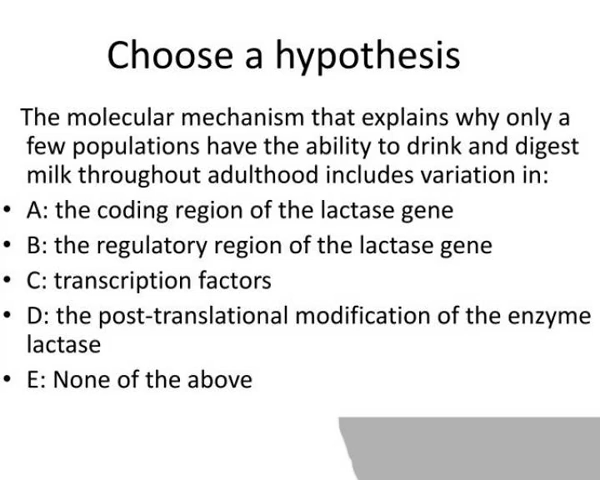 Choose a hypothesis
The molecular mechanism that explains why only a
few populations have the ability to drink and digest
milk throughout adulthood includes variation in:
• A: the coding region of the lactase gene
• B: the regulatory region of the lactase gene
• C: transcription factors
• D: the post-translational modification of the enzyme
lactase
• E: None of the above